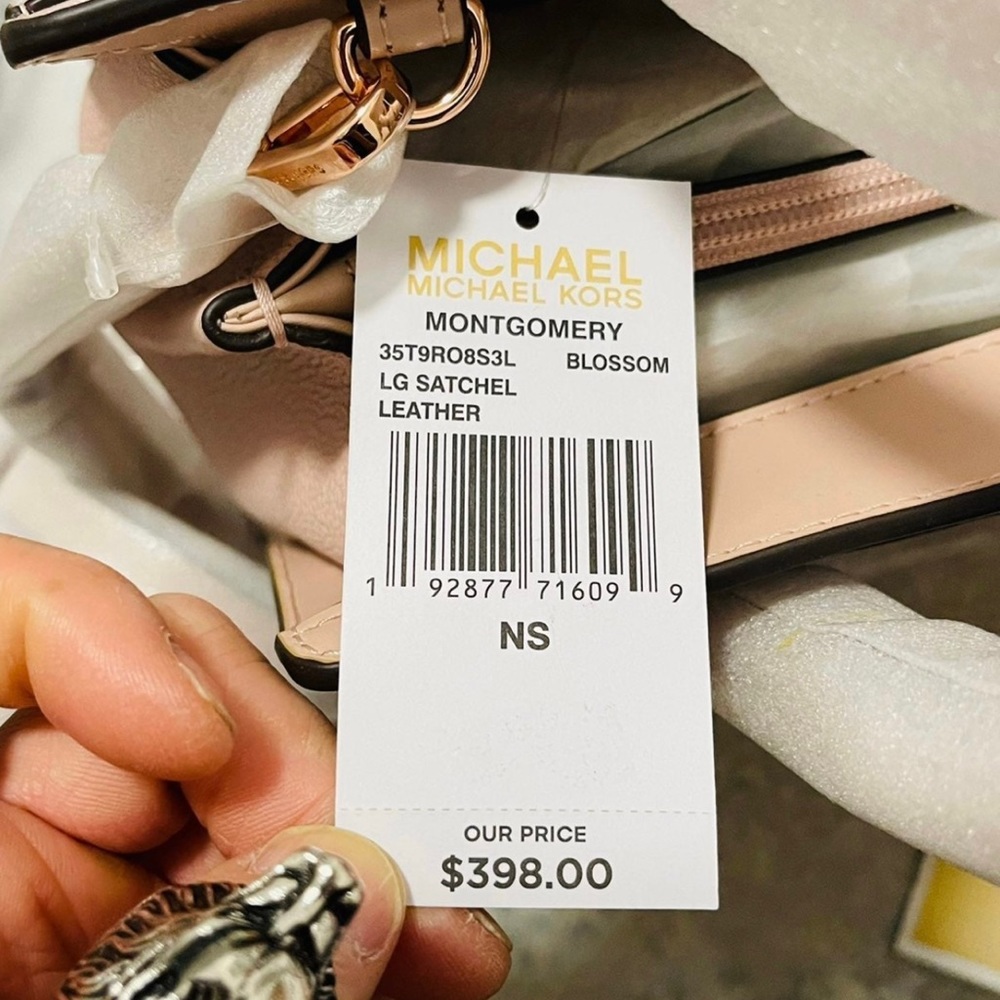 MICHAEL
MICHAEL KORS
MONTGOMERY
35T9RO8S3L BLOSSOM
LG SATCHEL
LEATHER
1 92877 71609 9
NS
OUR PRICE
$398.00